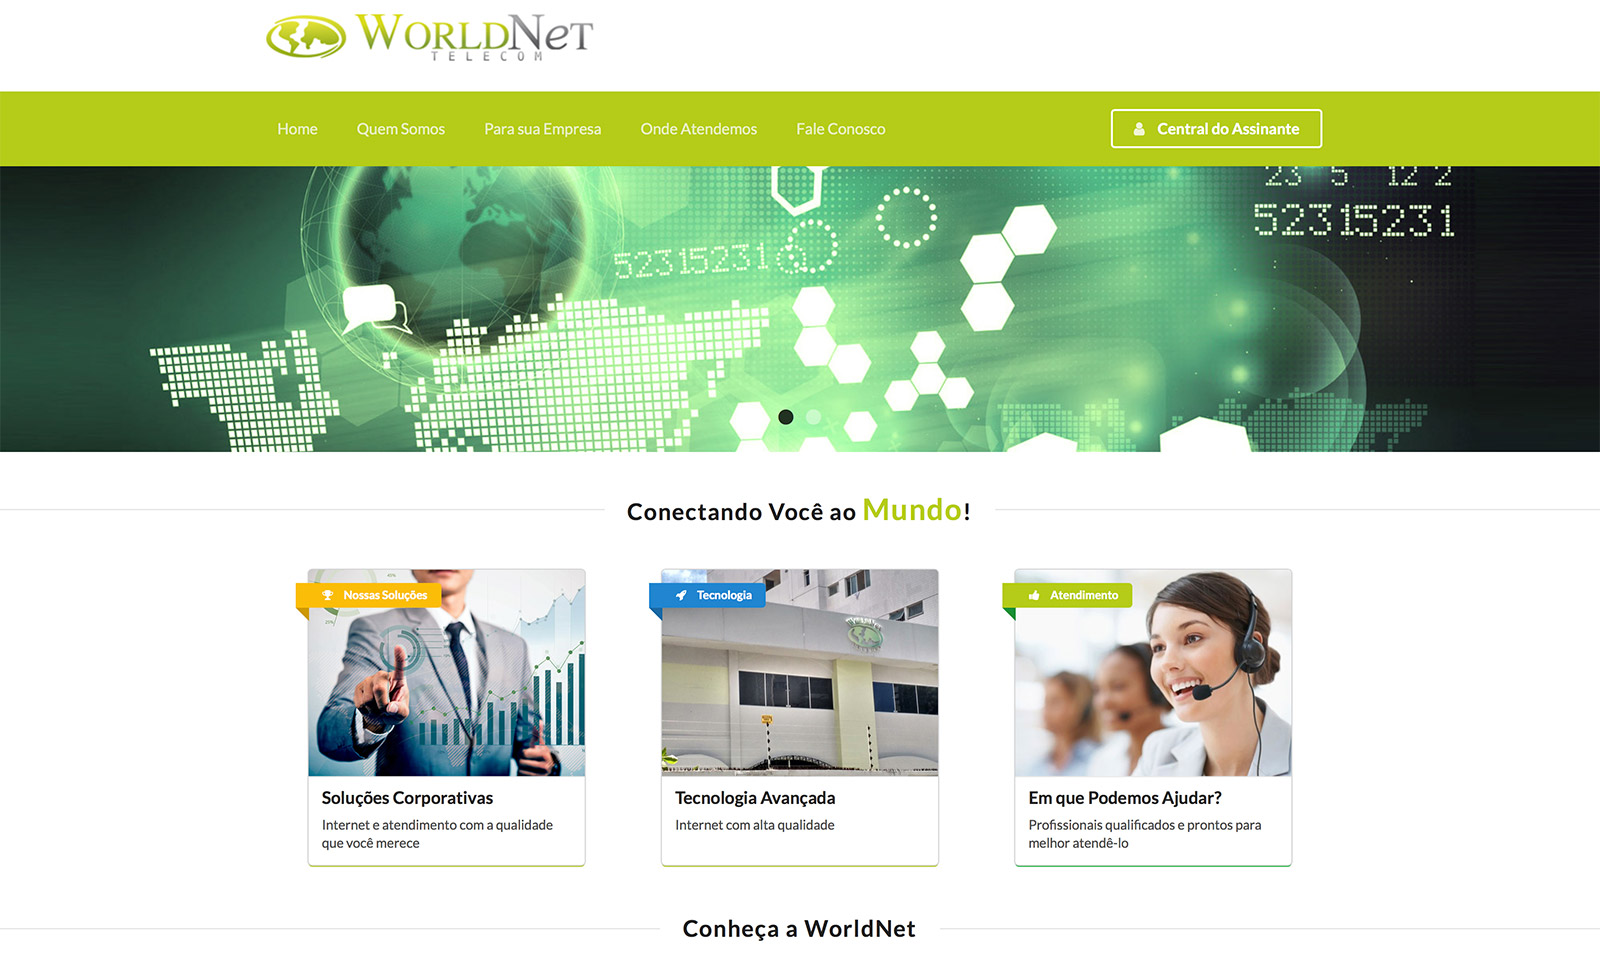 WORLDNET
TELECOM
Home
Quem Somos
Para sua Empresa
Onde Atendemos
Fale Conosco
Central do Assinante
23 5 12 2
52315231
52315231@
Conectando Você ao Mundo!
Nossas Soluções
Tecnologia
WORLDNET
Atendimento
Soluções Corporativas
Internet e atendimento com a qualidade
que você merece
Tecnologia Avançada
Internet com alta qualidade
Em que Podemos Ajudar?
Profissionais qualificados e prontos para
melhor atendê-lo
Conheça a WorldNet